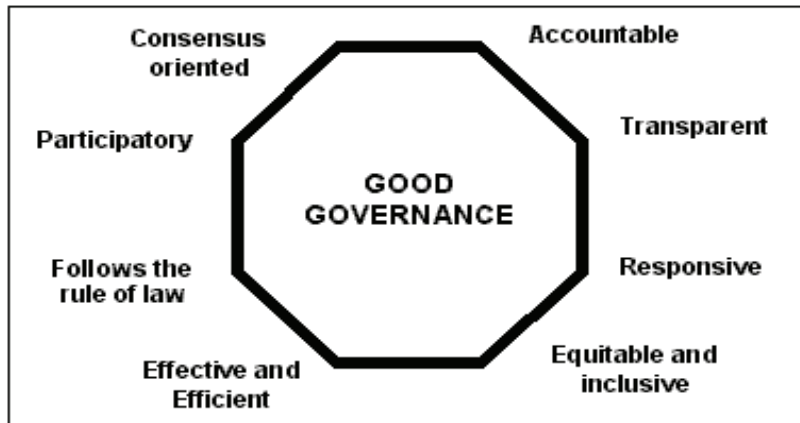 Consensus
oriented
Accountable
Participatory
Transparent
GOOD
GOVERNANCE
Follows the
rule of law
Responsive
Effective and
Efficient
Equitable and
inclusive